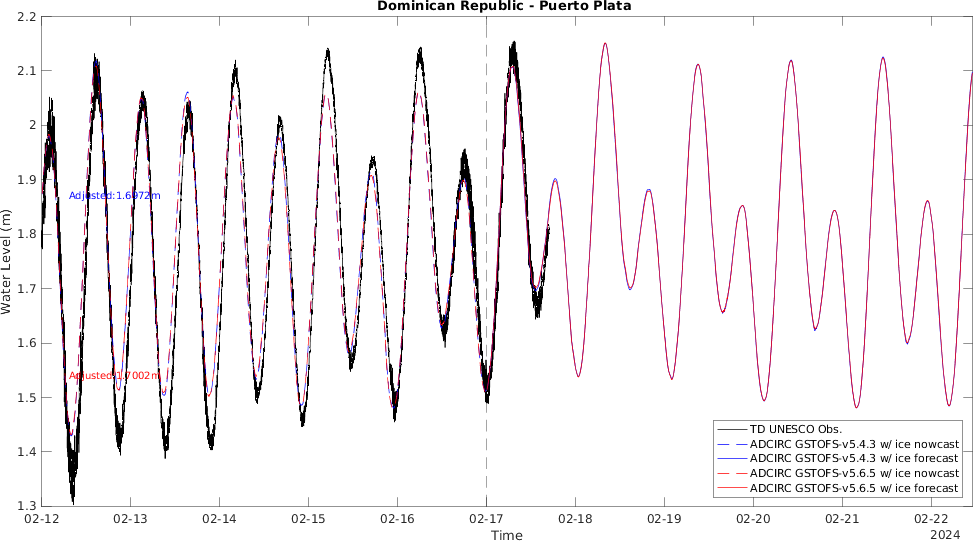 Dominican Republic - Puerto Plata
Water Level (m)
2.2
2.1
2
1.9
1.8
1.7
1.6
1.5
1.4
1.3
Adjusted:1.6972m
Adjusted:1.7002m
TD UNESCO Obs.
ADCIRC GSTOFS-v5.4.3 w/ ice nowcast
ADCIRC GSTOFS-v5.4.3 w/ ice forecast
ADCIRC GSTOFS-v5.6.5 w/ ice nowcast
ADCIRC GSTOFS-v5.6.5 w/ ice forecast
02-12 02-13 02-14 02-15 02-16 02-17 02-18 02-19 02-20 02-21 02-22
2024
Time